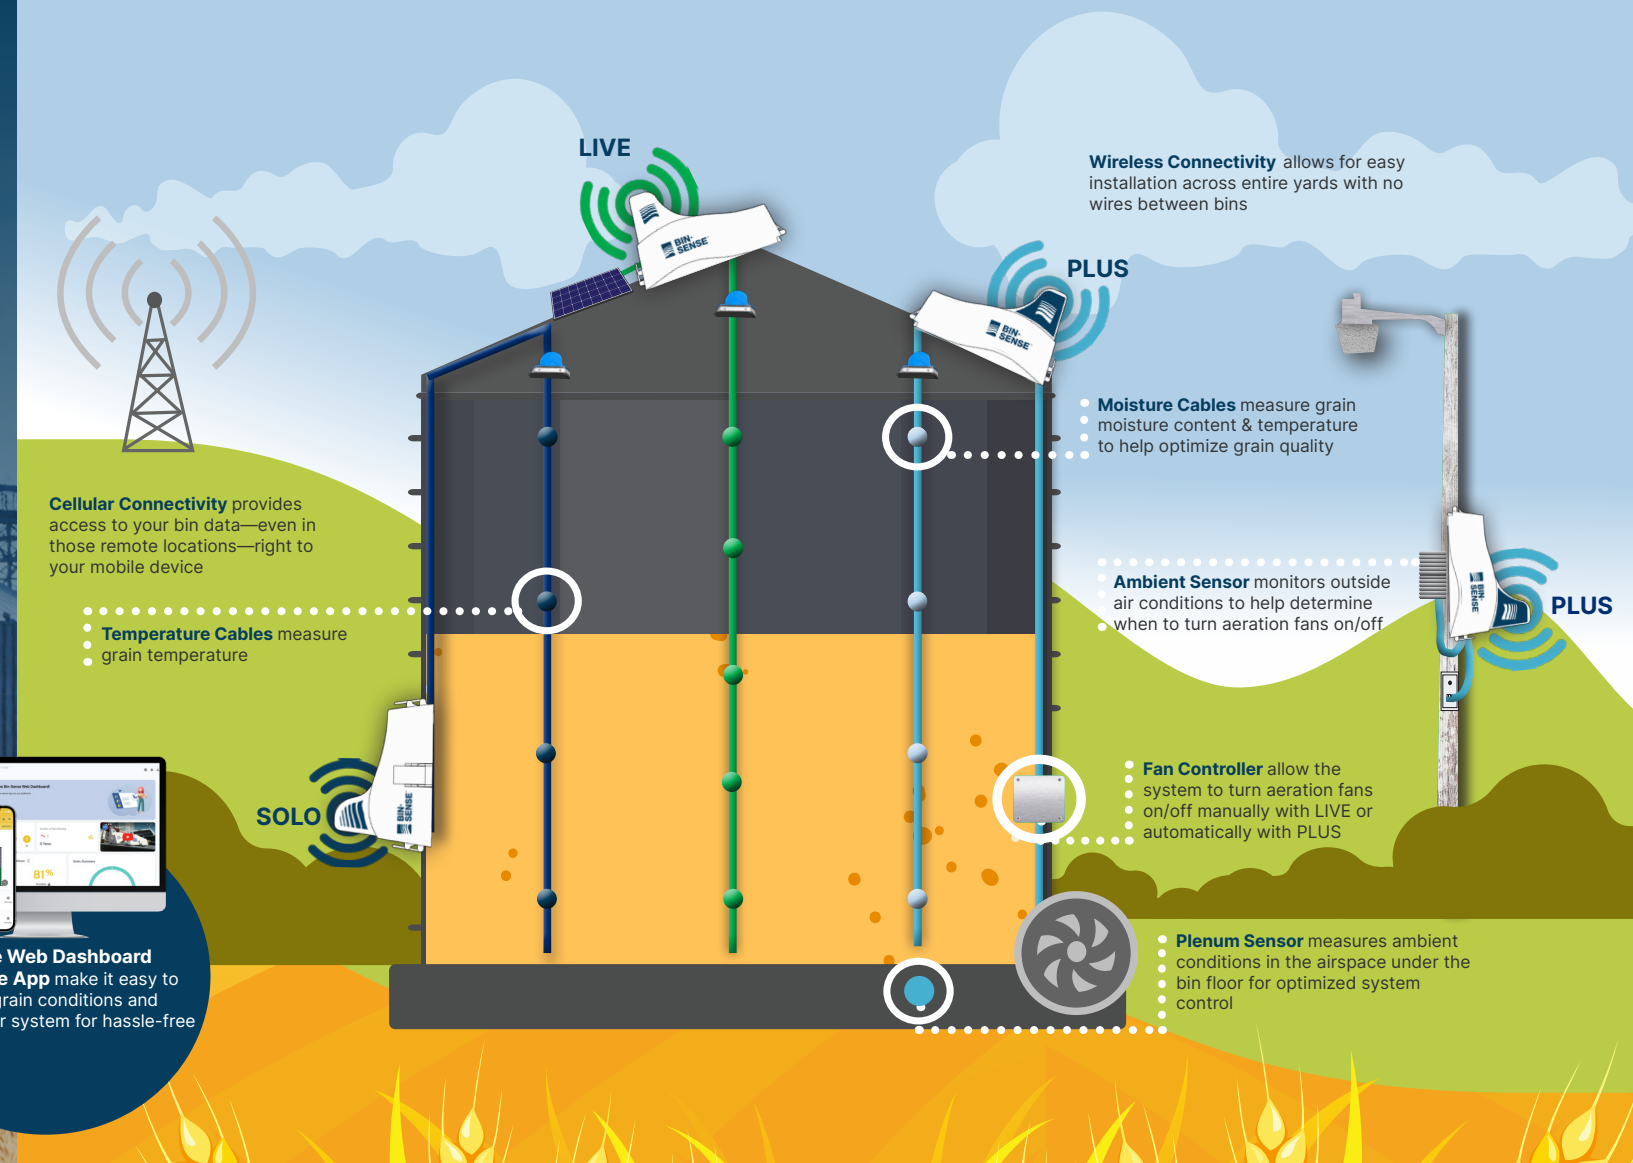 LIVE
Wireless Connectivity allows for easy
installation across entire yards with no
wires between bins
BIN-
SENSE
PLUS
BIN-
SENSE
Moisture Cables measure grain
moisture content & temperature
to help optimize grain quality
Cellular Connectivity provides
access to your bin data—even in
those remote locations—right to
your mobile device
Ambient Sensor monitors outside
air conditions to help determine
when to turn aeration fans on/off
BIN-
SENSE
PLUS
Temperature Cables measure
grain temperature
SOLO
BIN-
SENSE
Fan Controller allow the
system to turn aeration fans
on/off manually with LIVE or
automatically with PLUS
81%
Web Dashboard
App make it easy to
grain conditions and
system for hassle-free
Plenum Sensor measures ambient
conditions in the airspace under the
bin floor for optimized system
control